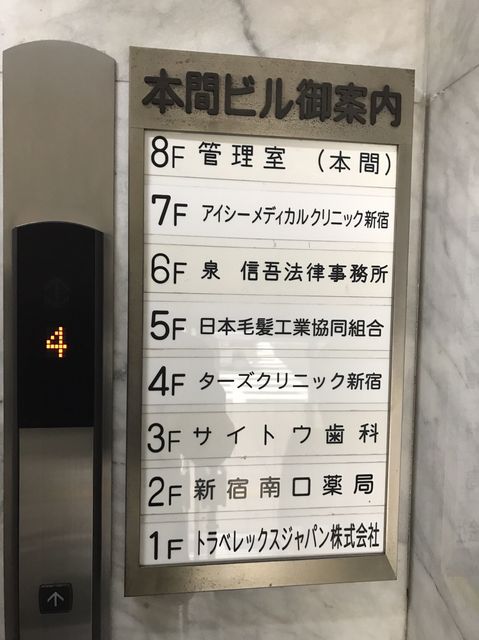 本間ビル御案内
8F 管理室 (本間)
7F アイシーメディカルクリニック新宿
6F 泉 信吾法律事務所
5F 日本毛髪工業協同組合
4F ターズクリニック新宿
3F サイトウ歯科
2F 新宿南口薬局
1F トラベレックスジャパン株式会社
4